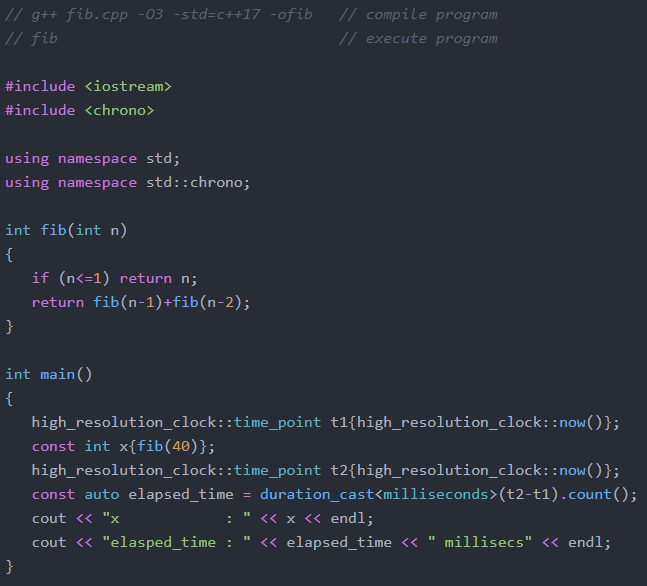 // g++ fib.cpp -O3 -std=c++17 -ofib   // compile program
// fib                                // execute program

#include <iostream>
#include <chrono>

using namespace std;
using namespace std::chrono;

int fib(int n)
{
   if (n<=1) return n;
   return fib(n-1)+fib(n-2);
}

int main()
{
   high_resolution_clock::time_point t1{high_resolution_clock::now()};
   const int x{fib(40)};
   high_resolution_clock::time_point t2{high_resolution_clock::now()};
   const auto elapsed_time = duration_cast<milliseconds>(t2-t1).count();
   cout << "x            : " << x << endl;
   cout << "elasped_time : " << elapsed_time << " millisecs" << endl;
}